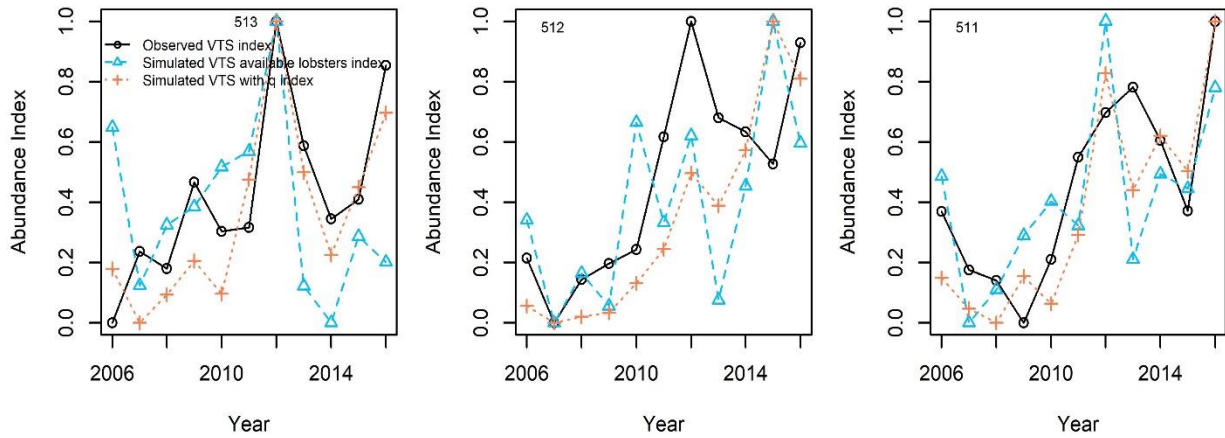 513
Observed VTS index
Simulated VTS available lobsters index
Simulated VTS with q index
Abundance Index
0.0 0.2 0.4 0.6 0.8 1.0
2006 2010 2014
Year
512
Abundance Index
0.0 0.2 0.4 0.6 0.8 1.0
2006 2010 2014
Year
511
Abundance Index
0.0 0.2 0.4 0.6 0.8 1.0
2006 2010 2014
Year